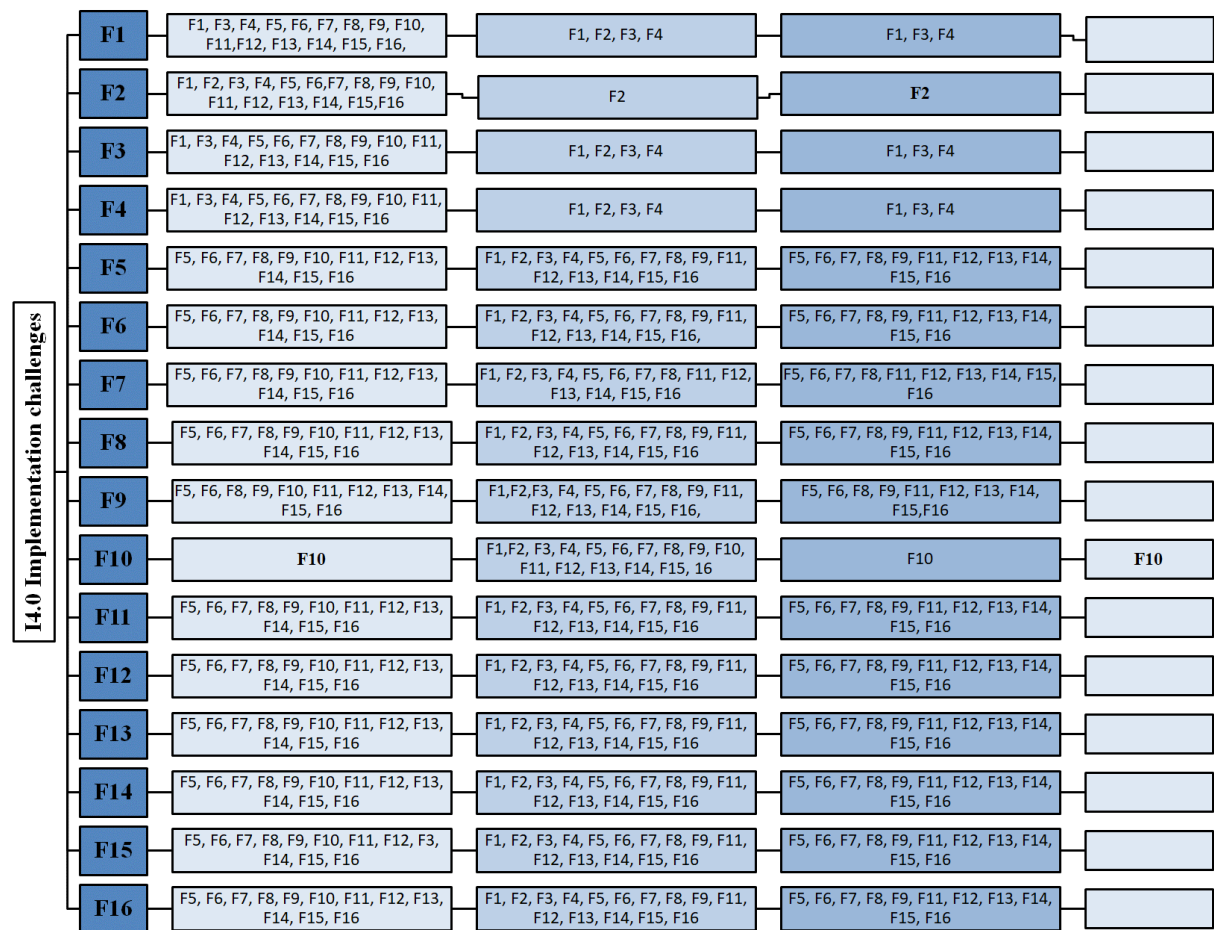 I4.0 Implementation challenges
F1
F1, F3, F4, F5, F6, F7, F8, F9, F10,
F11,F12, F13, F14, F15, F16,
F1, F2, F3, F4
F1, F3, F4
F2
F1, F2, F3, F4, F5, F6,F7, F8, F9, F10,
F11, F12, F13, F14, F15,F16
F2
F2
F3
F1, F3, F4, F5, F6, F7, F8, F9, F10, F11,
F12, F13, F14, F15, F16
F1, F2, F3, F4
F1, F3, F4
F4
F1, F3, F4, F5, F6, F7, F8, F9, F10, F11,
F12, F13, F14, F15, F16
F1, F2, F3, F4
F1, F3, F4
F5
F5, F6, F7, F8, F9, F10, F11, F12, F13,
F14, F15, F16
F1, F2, F3, F4, F5, F6, F7, F8, F9, F11,
F12, F13, F14, F15, F16
F5, F6, F7, F8, F9, F11, F12, F13, F14,
F15, F16
F6
F5, F6, F7, F8, F9, F10, F11, F12, F13,
F14, F15, F16
F1, F2, F3, F4, F5, F6, F7, F8, F9, F11,
F12, F13, F14, F15, F16,
F5, F6, F7, F8, F9, F11, F12, F13, F14,
F15, F16
F7
F5, F6, F7, F8, F9, F10, F11, F12, F13,
F14, F15, F16
F1, F2, F3, F4, F5, F6, F7, F8, F11, F12,
F13, F14, F15, F16
F5, F6, F7, F8, F11, F12, F13, F14, F15,
F16
F8
F5, F6, F7, F8, F9, F10, F11, F12, F13,
F14, F15, F16
F1, F2, F3, F4, F5, F6, F7, F8, F9, F11,
F12, F13, F14, F15, F16
F5, F6, F7, F8, F9, F11, F12, F13, F14,
F15, F16
F9
F5, F6, F8, F9, F10, F11, F12, F13, F14,
F15, F16
F1,F2,F3, F4, F5, F6, F7, F8, F9, F11,
F12, F13, F14, F15, F16,
F5, F6, F8, F9, F11, F12, F13, F14,
F15,F16
F10
F10
F1,F2, F3, F4, F5, F6, F7, F8, F9, F10,
F11, F12, F13, F14, F15, 16
F10
F10
F11
F5, F6, F7, F8, F9, F10, F11, F12, F13,
F14, F15, F16
F1, F2, F3, F4, F5, F6, F7, F8, F9, F11,
F12, F13, F14, F15, F16
F5, F6, F7, F8, F9, F11, F12, F13, F14,
F15, F16
F12
F5, F6, F7, F8, F9, F10, F11, F12, F13,
F14, F15, F16
F1, F2, F3, F4, F5, F6, F7, F8, F9, F11,
F12, F13, F14, F15, F16
F5, F6, F7, F8, F9, F11, F12, F13, F14,
F15, F16
F13
F5, F6, F7, F8, F9, F10, F11, F12, F13,
F14, F15, F16
F1, F2, F3, F4, F5, F6, F7, F8, F9, F11,
F12, F13, F14, F15, F16
F5, F6, F7, F8, F9, F11, F12, F13, F14,
F15, F16
F14
F5, F6, F7, F8, F9, F10, F11, F12, F13,
F14, F15, F16
F1, F2, F3, F4, F5, F6, F7, F8, F9, F11,
F12, F13, F14, F15, F16
F5, F6, F7, F8, F9, F11, F12, F13, F14,
F15, F16
F15
F5, F6, F7, F8, F9, F10, F11, F12, F3,
F14, F15, F16
F1, F2, F3, F4, F5, F6, F7, F8, F9, F11,
F12, F13, F14, F15, F16
F5, F6, F7, F8, F9, F11, F12, F13, F14,
F15, F16
F16
F5, F6, F7, F8, F9, F10, F11, F12, F13,
F14, F15, F16
F1, F2, F3, F4, F5, F6, F7, F8, F9, F11,
F12, F13, F14, F15, F16
F5, F6, F7, F8, F9, F11, F12, F13, F14,
F15, F16